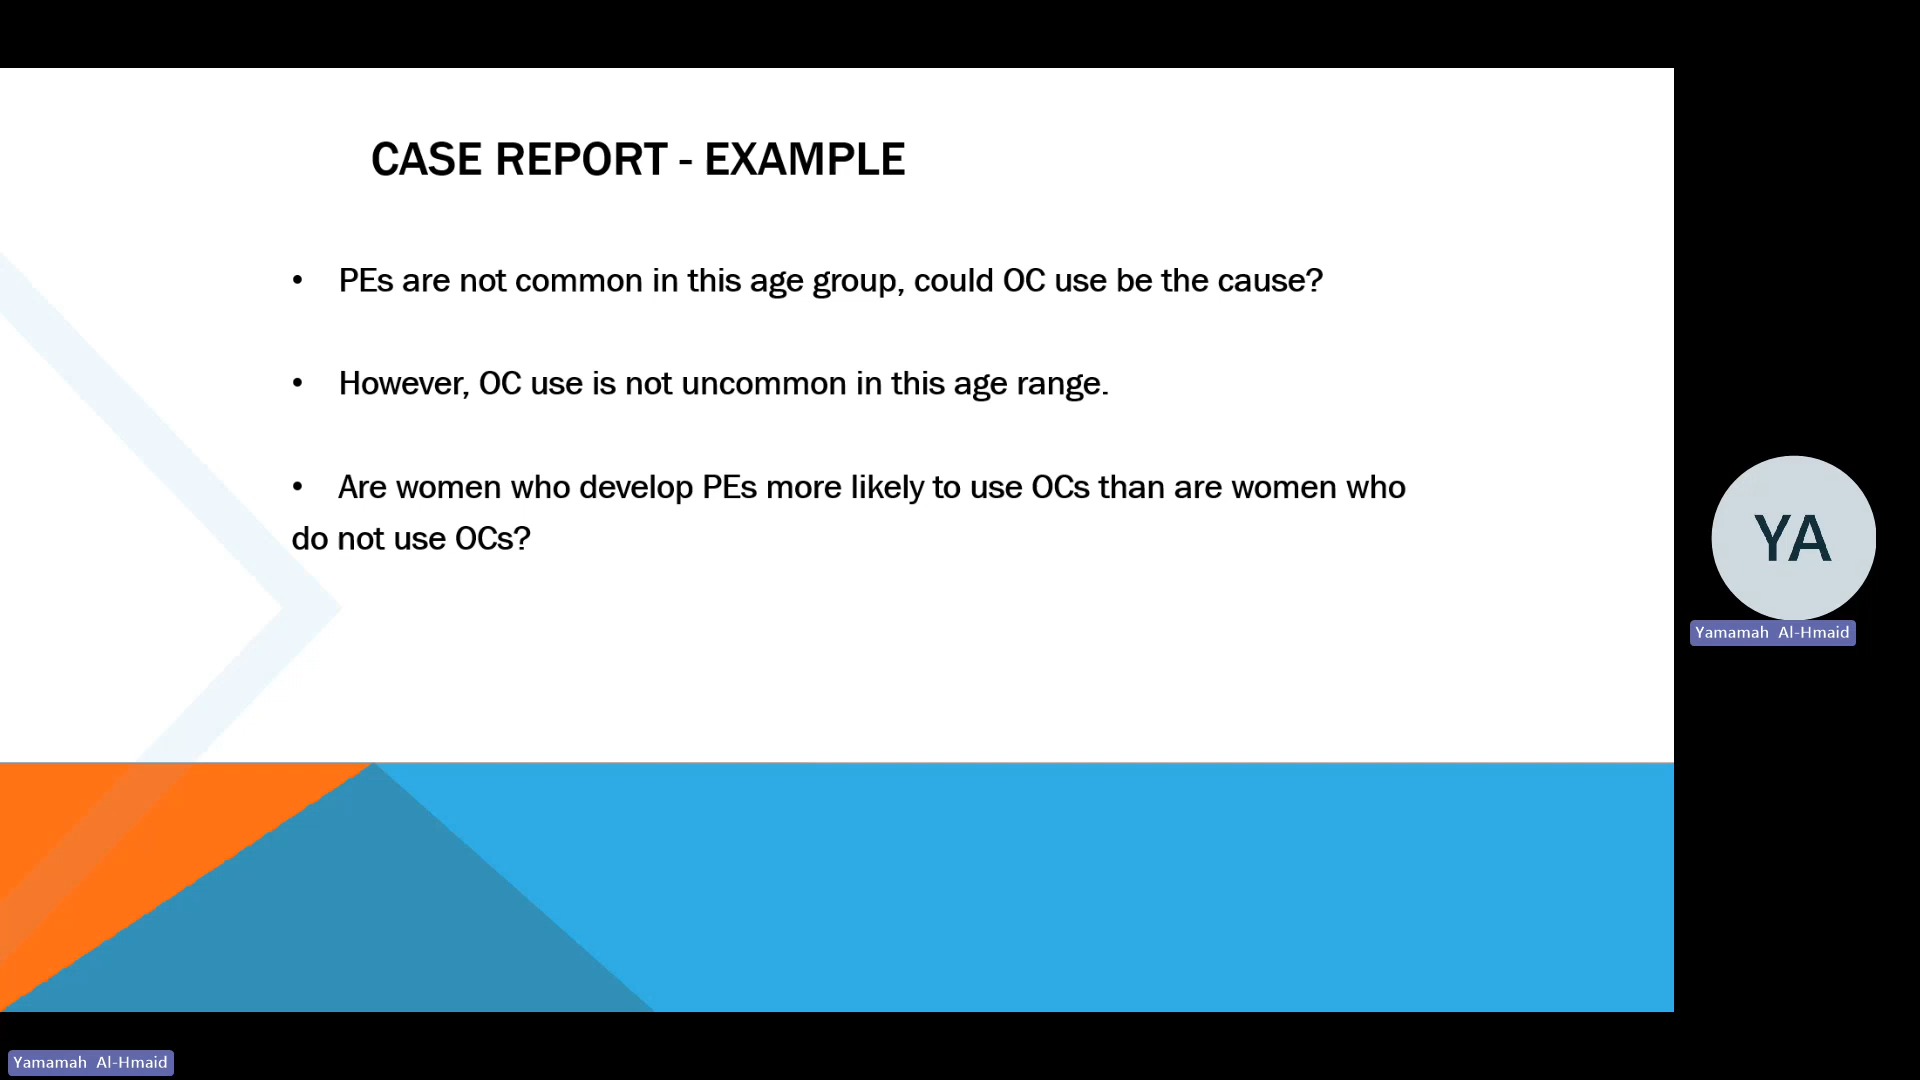 CASE REPORT - EXAMPLE
• PEs are not common in this age group, could OC use be the cause?
• However, OC use is not uncommon in this age range.
• Are women who develop PEs more likely to use OCs than are women who
do not use OCs?
YA
Yamamah Al-Hmaid
Yamamah Al-Hmaid